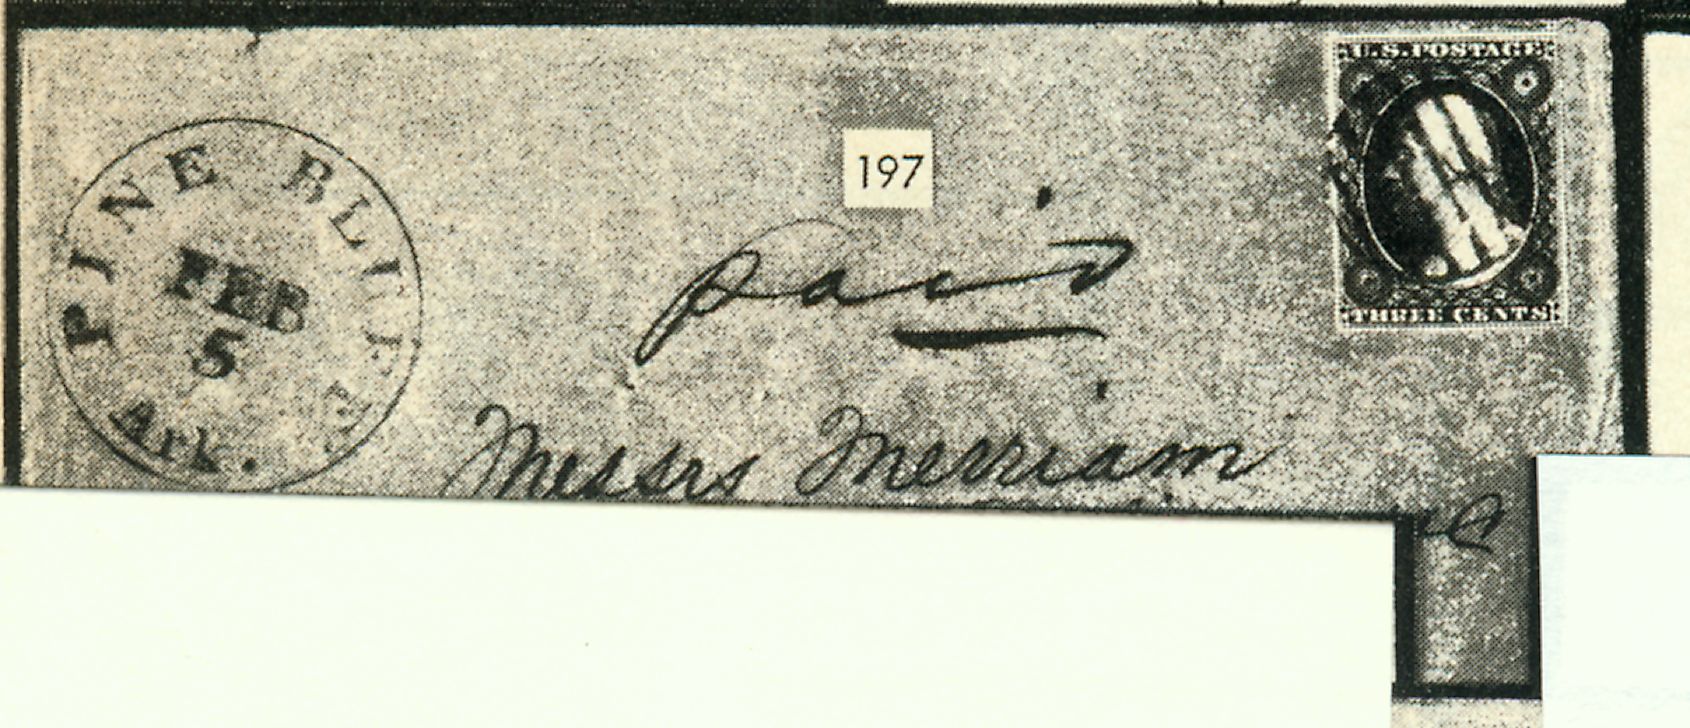 U.S. POSTAGE
THREE CENTS
197
PINE BLUFF
FEB
5
Ark.
paid
Messrs Merriam